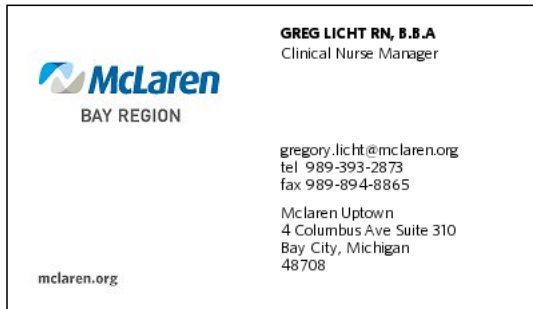 McLaren
BAY REGION
mclaren.org
GREG LICHT RN, B.B.A
Clinical Nurse Manager
gregory.licht@mclaren.org
tel 989-393-2873
fax 989-894-8865
Mclaren Uptown
4 Columbus Ave Suite 310
Bay City, Michigan
48708